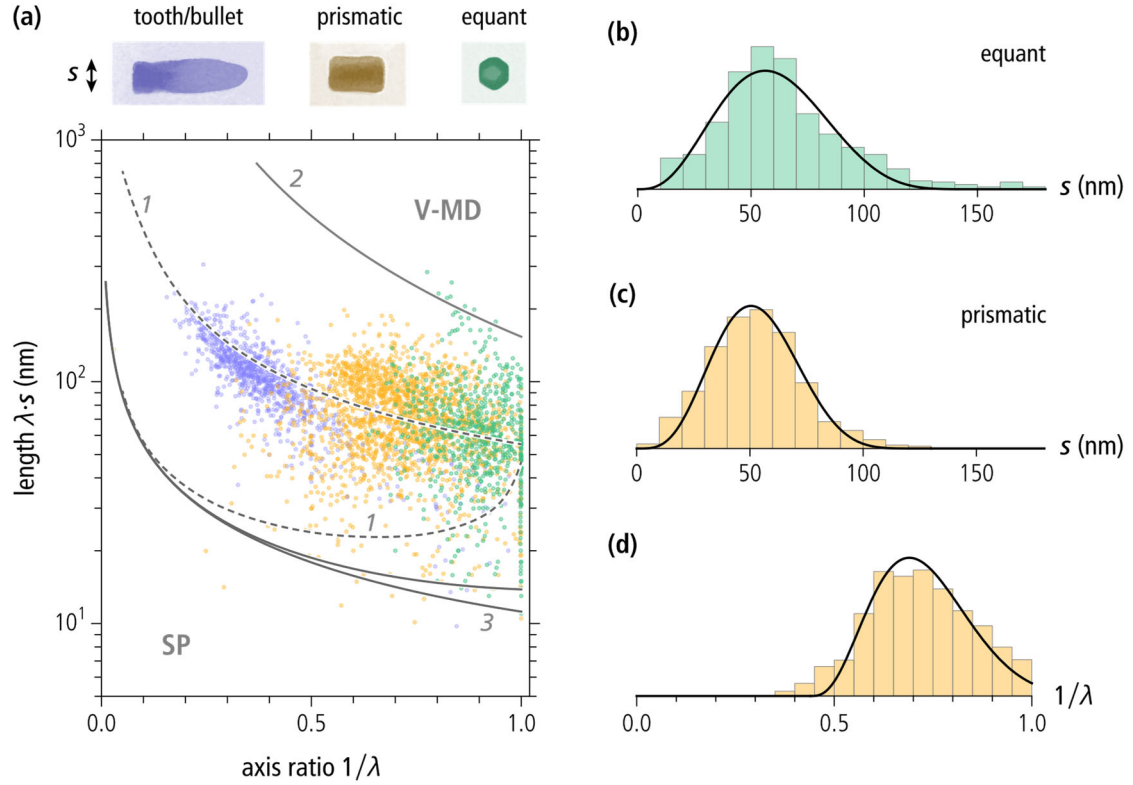 (a)
tooth/bullet
prismatic
equant
s
10³
10²
10¹
length λ·s (nm)
1
2
V-MD
1
3
SP
0.0
0.5
1.0
axis ratio 1/λ
(b)
equant
0
50
100
150
s (nm)
(c)
prismatic
0
50
100
150
s (nm)
(d)
0.0
0.5
1.0
1/λ